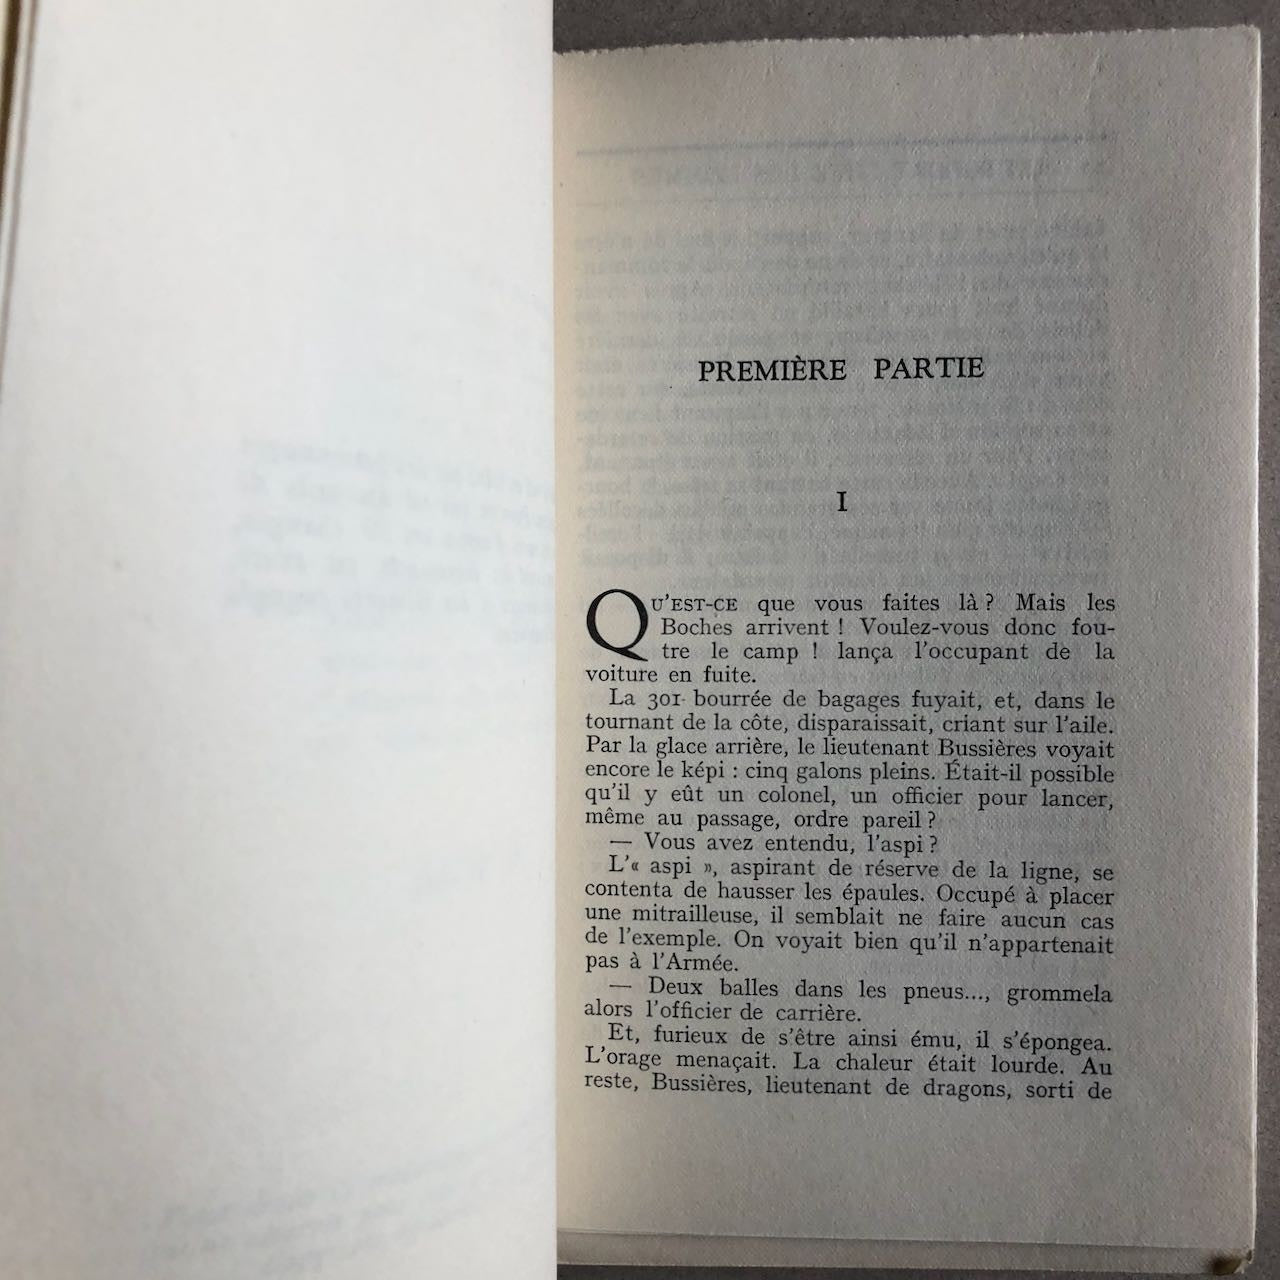 PREMIÈRE PARTIE
I
QU'EST-CE que vous faites là ? Mais les
Boches arrivent ! Voulez-vous donc fou-
tre le camp ! lança l'occupant de la
voiture en fuite.
La 301 bourrée de bagages fuyait, et, dans le
tournant de la côte, disparaissait, criant sur l'aile.
Par la glace arrière, le lieutenant Bussières voyait
encore le képi : cinq galons pleins. Était-il possible
qu'il y eût un colonel, un officier pour lancer,
même au passage, ordre pareil ?
— Vous avez entendu, l'aspi ?
L'« aspi », aspirant de réserve de la ligne, se
contenta de hausser les épaules. Occupé à placer
une mitrailleuse, il semblait ne faire aucun cas
de l'exemple. On voyait bien qu'il n'appartenait
pas à l'Armée.
— Deux balles dans les pneus..., grommela
alors l'officier de carrière.
Et, furieux de s'être ainsi ému, il s'épongea.
L'orage menaçait. La chaleur était lourde. Au
reste, Bussières, lieutenant de dragons, sorti de